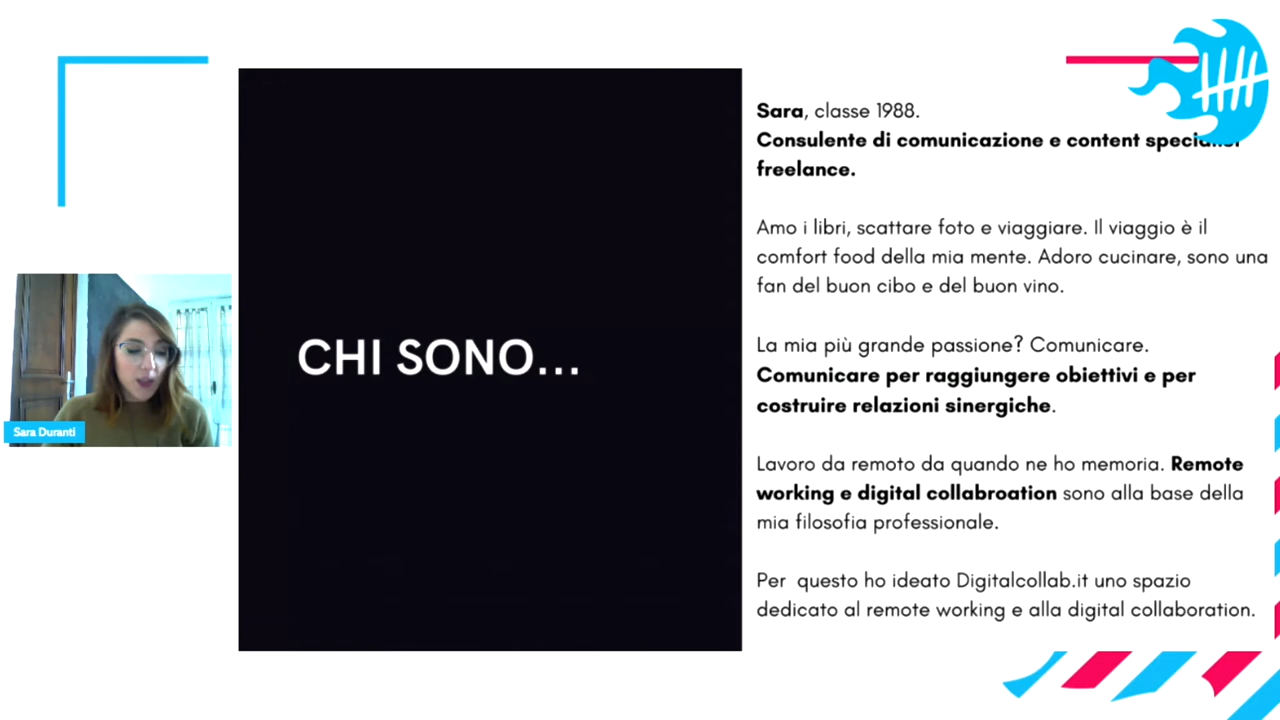 CHI SONO...
Sara, classe 1988.
Consulente di comunicazione e content
freelance.
Amo i libri, scattare foto e viaggiare. Il viaggio è il
comfort food della mia mente. Adoro cucinare, sono una
fan del buon cibo e del buon vino.
La mia più grande passione? Comunicare.
Comunicare per raggiungere obiettivi e per
costruire relazioni sinergiche.
Lavoro da remoto da quando ne ho memoria. Remote
working e digital collabroation sono alla base della
mia filosofia professionale.
Per  questo ho ideato Digitalcollab.it uno spazio
dedicato al remote working e alla digital collaboration.
Sara Duranti